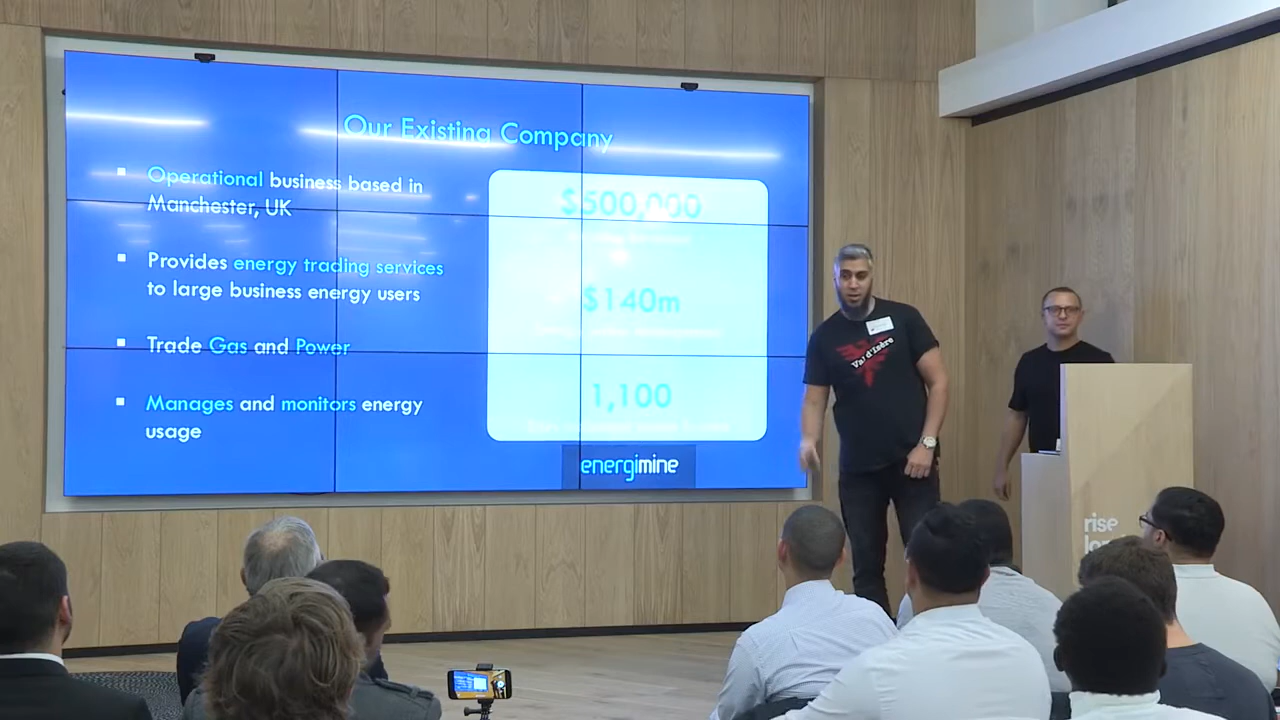 Our Existing Company
Operational business based in
Manchester, UK
Provides energy trading services
to large business energy users
Trade Gas and Power
Manages and monitors energy
usage
$500,000
$140m
1,100
energimine
Val d'Isère
rise